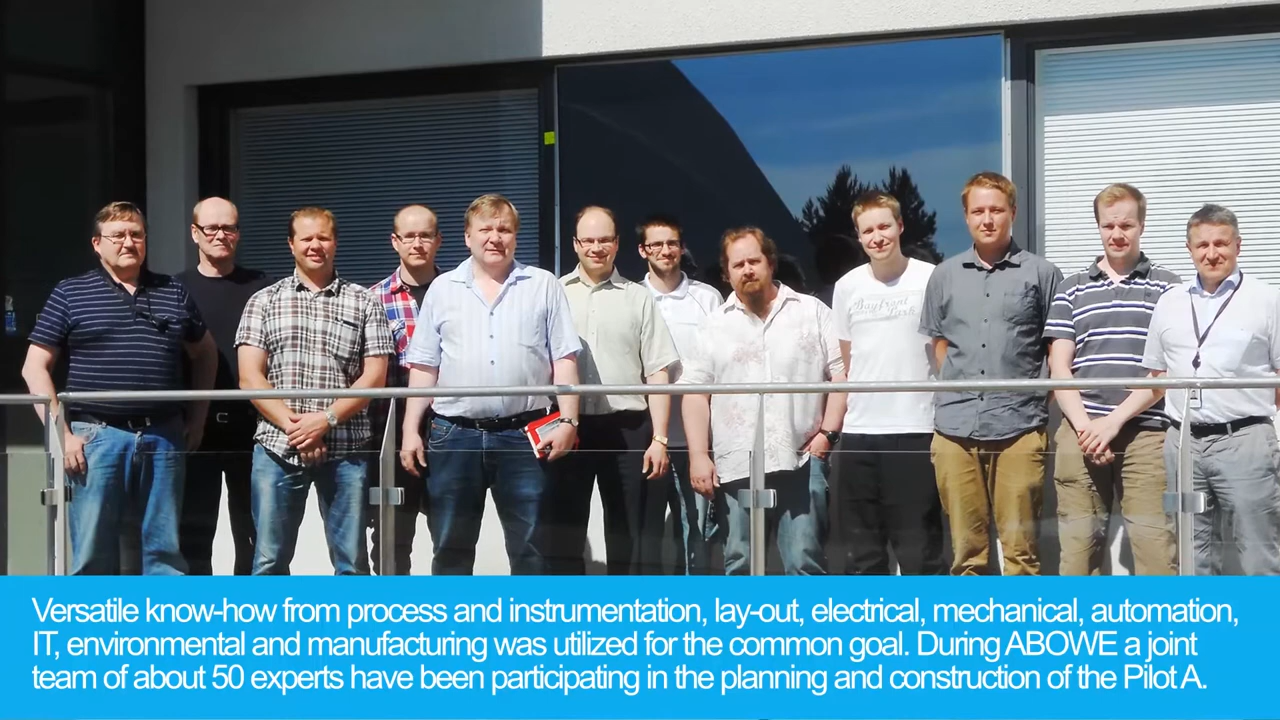 Bayfront
Park
Versatile know-how from process and instrumentation, lay-out, electrical, mechanical, automation,
IT, environmental and manufacturing was utilized for the common goal. During ABOWE a joint
team of about 50 experts have been participating in the planning and construction of the Pilot A.